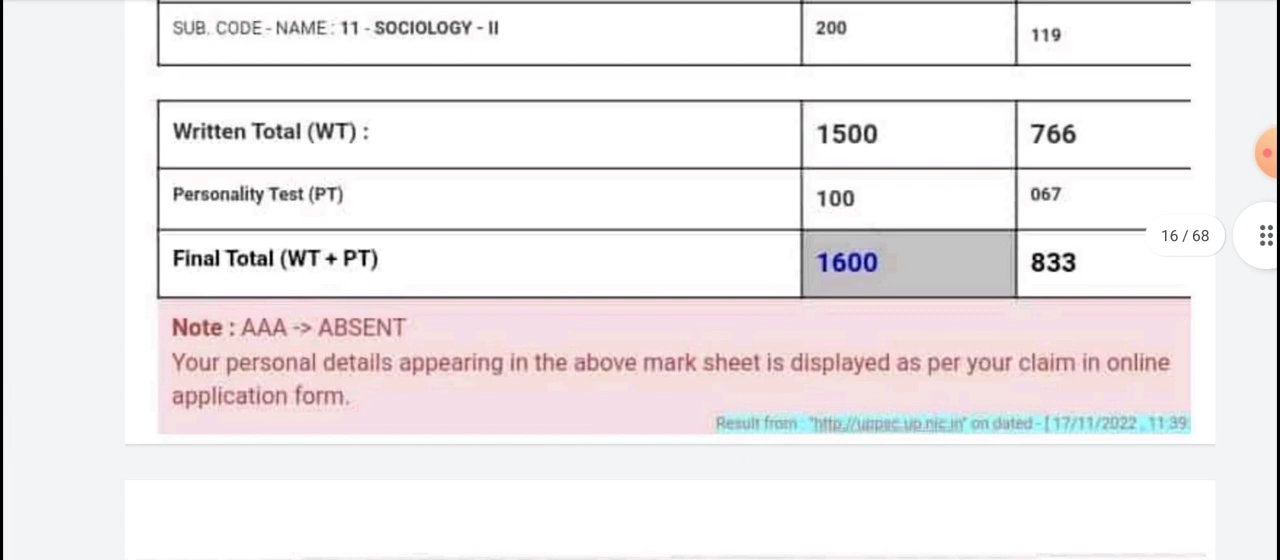 SUB. CODE - NAME : 11 - SOCIOLOGY - II 200 119
Written Total (WT) : 1500 766
Personality Test (PT) 100 067
16 / 68
Final Total (WT + PT) 1600 833
Note : AAA -> ABSENT
Your personal details appearing in the above mark sheet is displayed as per your claim in online
application form.
Result from : "http://uppsc.up.nic.in" on dated - [ 17/11/2022 , 11:39: